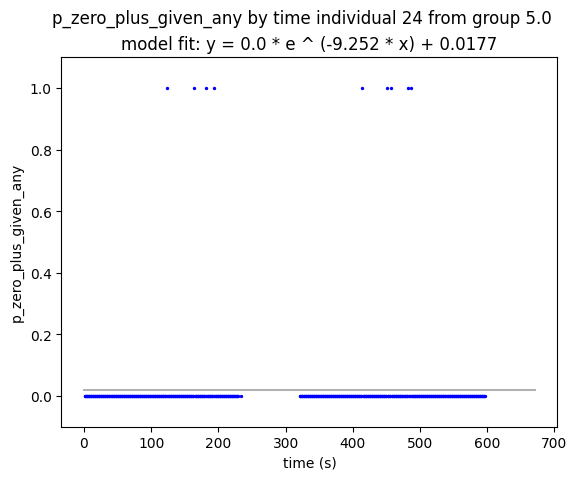 p_zero_plus_given_any by time individual 24 from group 5.0
model fit: y = 0.0 * e ^ (-9.252 * x) + 0.0177
1.0
0.8
0.6
0.4
0.2
0.0
p_zero_plus_given_any
0 100 200 300 400 500 600 700
time (s)